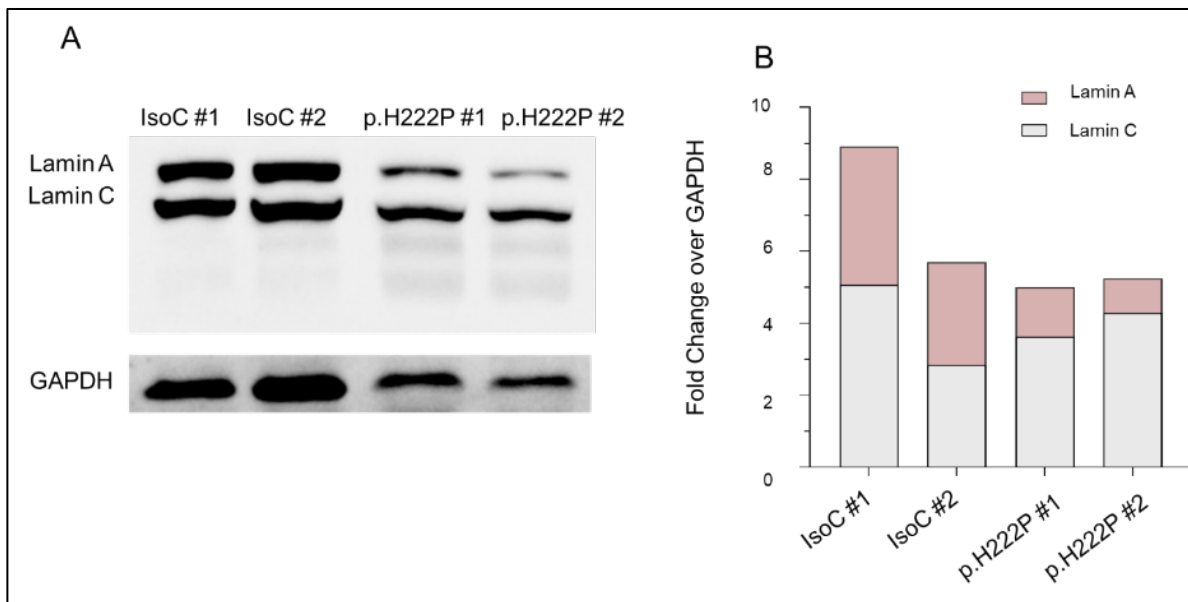 A
IsoC #1 IsoC #2 p.H222P #1 p.H222P #2
Lamin A
Lamin C
GAPDH
B
Lamin A
Lamin C
Fold Change over GAPDH
10
8
6
4
2
0
IsoC #1
IsoC #2
p.H222P #1
p.H222P #2